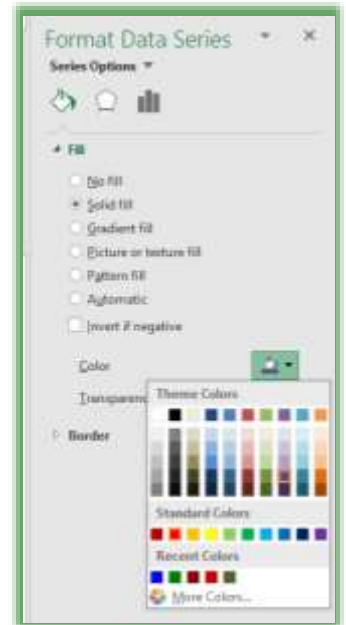 Format Data Series
Series Options
Fill
No fill
Solid fill
Gradient fill
Picture or texture fill
Pattern fill
Automatic
Invert if negative
Color
Transparen
Theme Colors
Border
Standard Colors
Recent Colors
More Colors...